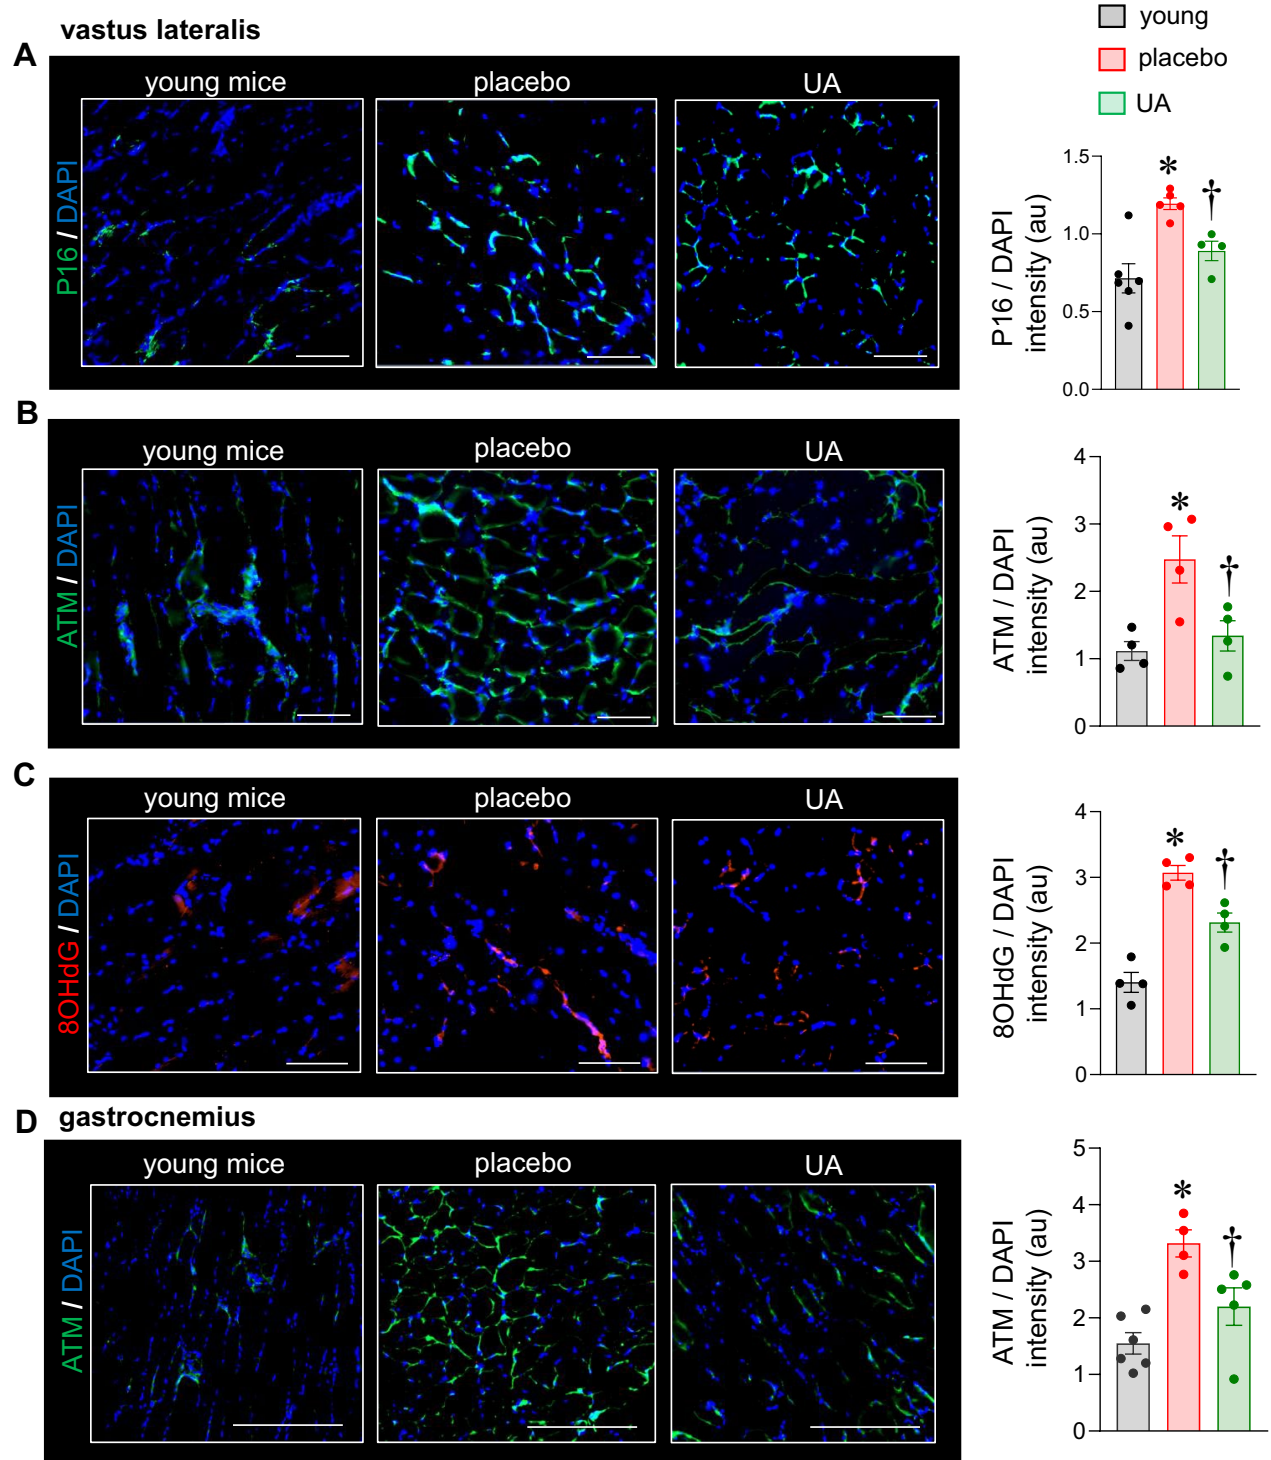 vastus lateralis
A
young mice
placebo
UA
P16 / DAPI
young
placebo
UA
P16 / DAPI
intensity (au)
1.5
1.0
0.5
0.0
*
†
B
young mice
placebo
UA
ATM / DAPI
ATM / DAPI
intensity (au)
4
3
2
1
0
*
†
C
young mice
placebo
UA
8OHdG / DAPI
8OHdG / DAPI
intensity (au)
4
3
2
1
0
*
†
D
gastrocnemius
young mice
placebo
UA
ATM / DAPI
ATM / DAPI
intensity (au)
5
4
3
2
1
0
*
†